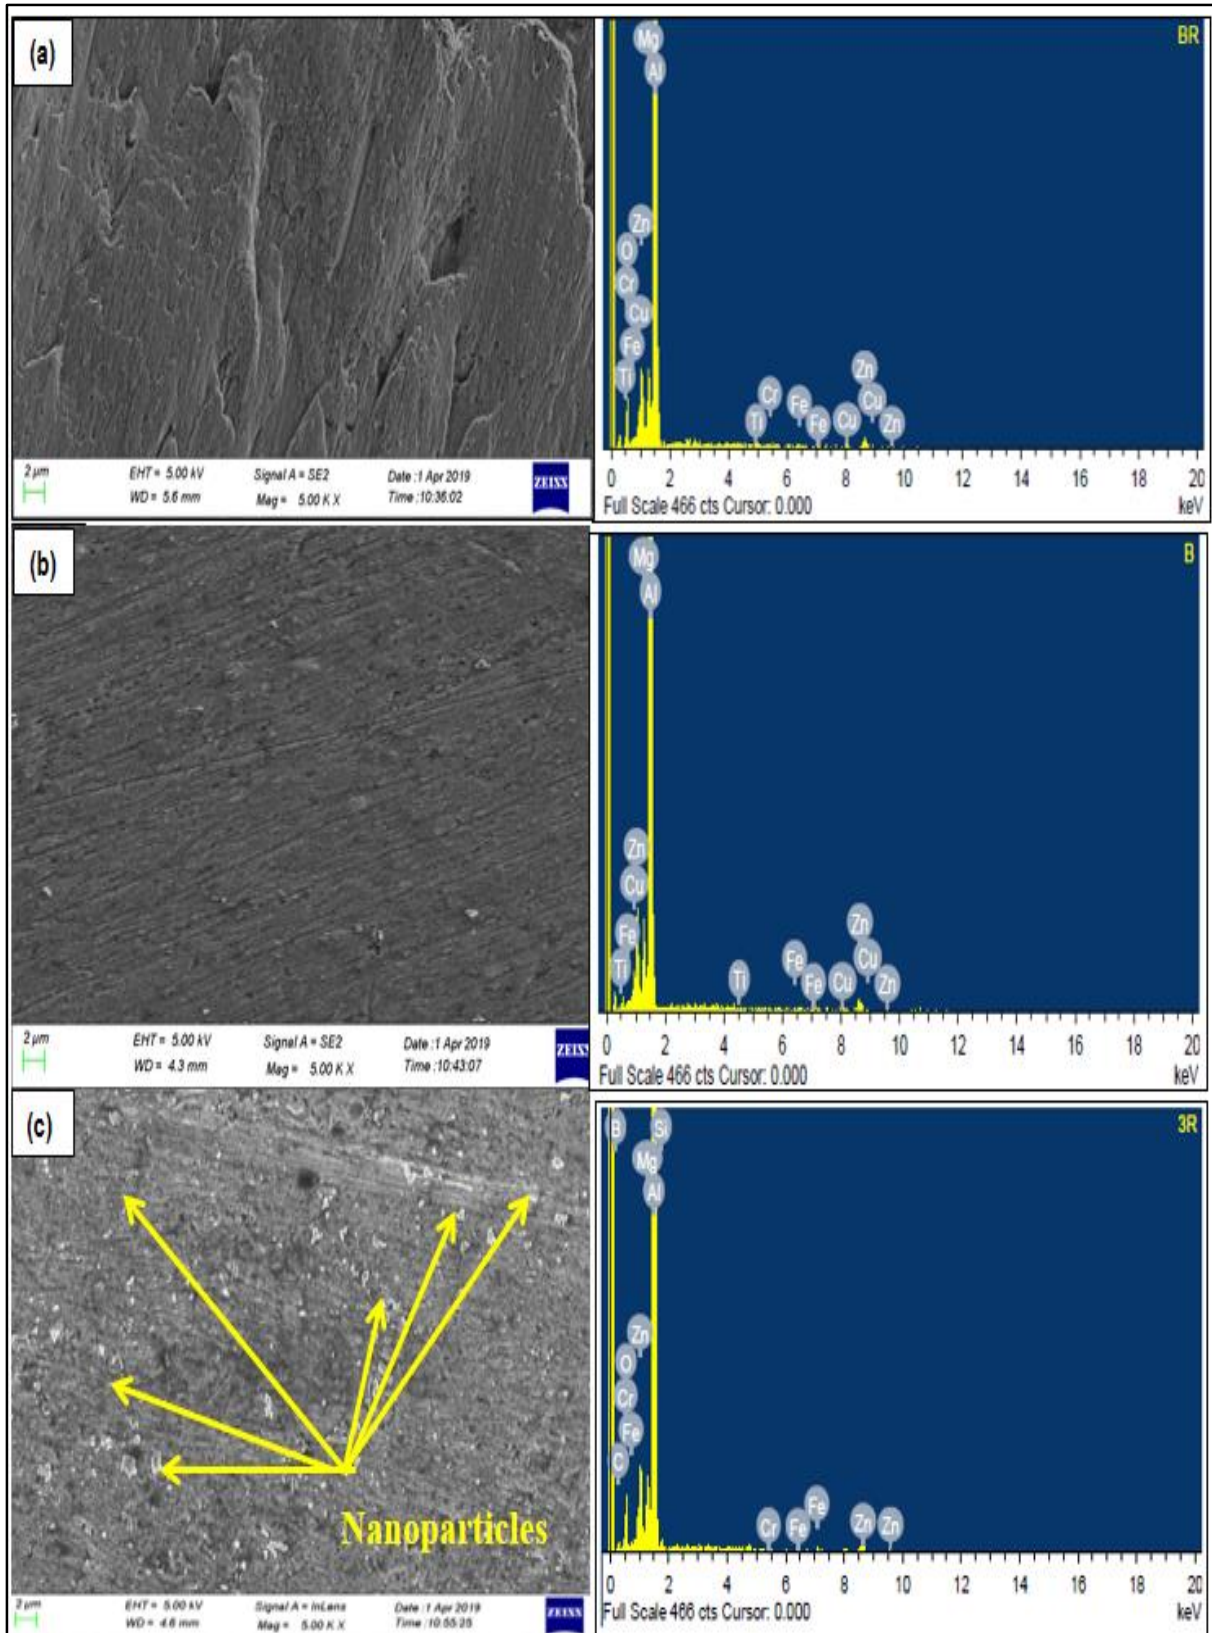 (a)
2 µm
EHT = 5.00 kV
Signal A = SE2
Date :1 Apr 2019
WD = 5.6 mm
Mag = 5.00 K X
Time :10:36:02
ZEISS
BR
Mg
Al
Zn
O
Cr
Cu
Fe
Ti
Ti
Cr
Fe
Fe
Cu
Zn
Cu
Zn
0 2 4 6 8 10 12 14 16 18 20
Full Scale 466 cts Cursor: 0.000 keV
(b)
2 µm
EHT = 5.00 kV
Signal A = SE2
Date :1 Apr 2019
WD = 4.3 mm
Mag = 5.00 K X
Time :10:43:07
ZEISS
B
Mg
Al
Zn
Cu
Fe
Ti
Ti
Fe
Fe
Cu
Zn
Cu
Zn
0 2 4 6 8 10 12 14 16 18 20
Full Scale 466 cts Cursor: 0.000 keV
(c)
Nanoparticles
2 µm
EHT = 5.00 kV
Signal A = InLens
Date :1 Apr 2019
WD = 4.6 mm
Mag = 5.00 K X
Time :10:55:25
ZEISS
3R
B
Si
Mg
Al
Zn
O
Cr
Fe
C
Cr
Fe
Fe
Zn
Zn
0 2 4 6 8 10 12 14 16 18 20
Full Scale 466 cts Cursor: 0.000 keV